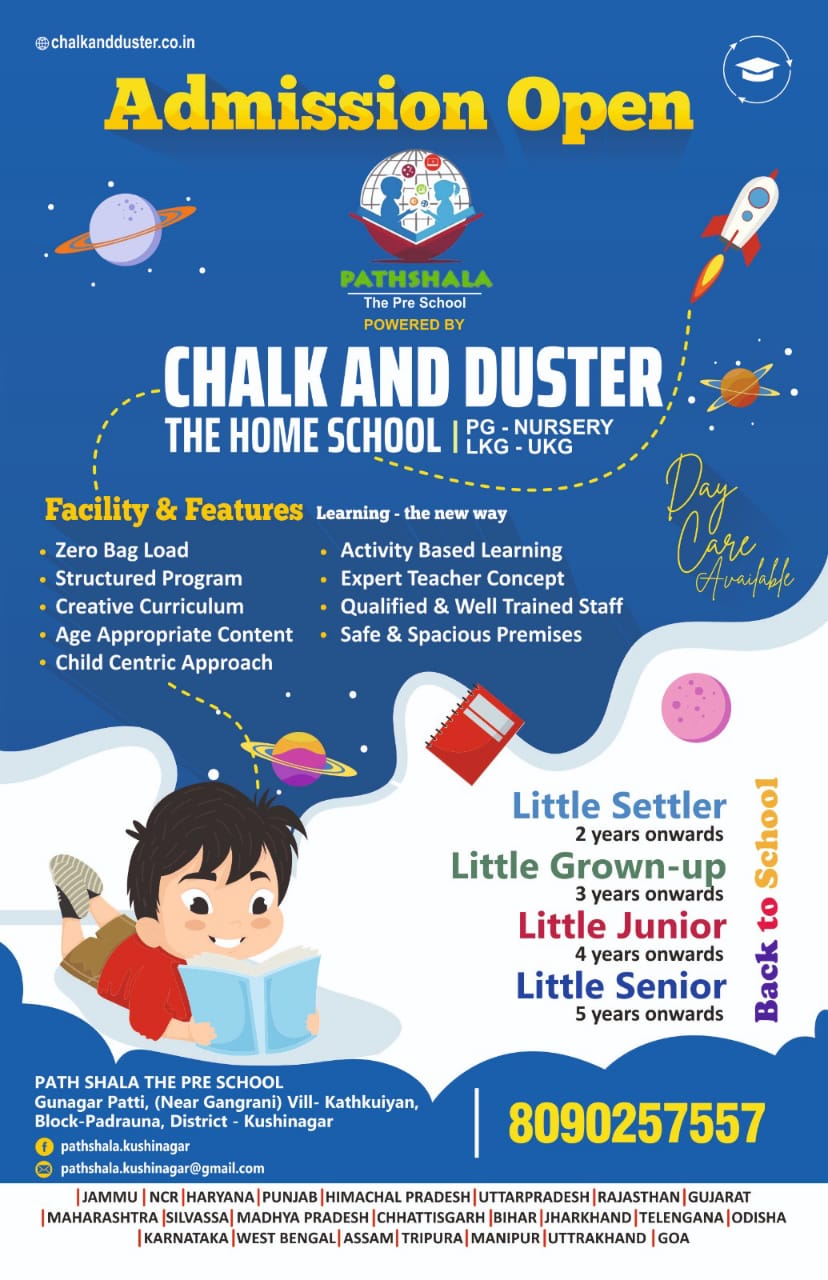 chalkandduster.co.in
Admission Open
PATHSHALA
The Pre School
POWERED BY
CHALK AND DUSTER
THE HOME SCHOOL | PG - NURSERY
LKG - UKG
Facility & Features Learning - the new way
• Zero Bag Load
• Structured Program
• Creative Curriculum
• Age Appropriate Content
• Child Centric Approach
• Activity Based Learning
• Expert Teacher Concept
• Qualified & Well Trained Staff
• Safe & Spacious Premises
Day
Care
Available
Little Settler
2 years onwards
Little Grown-up
3 years onwards
Little Junior
4 years onwards
Little Senior
5 years onwards
Back to School
PATH SHALA THE PRE SCHOOL
Gunagar Patti, (Near Gangrani) Vill- Kathkuiyan,
Block-Padrauna, District - Kushinagar
pathshala.kushinagar
pathshala.kushinagar@gmail.com
8090257557
|JAMMU |NCR|HARYANA|PUNJAB|HIMACHAL PRADESH|UTTARPRADESH|RAJASTHAN|GUJARAT
|MAHARASHTRA |SILVASSA| MADHYA PRADESH|CHHATTISGARH |BIHAR|JHARKHAND|TELENGANA|ODISHA
|KARNATAKA|WEST BENGAL|ASSAM|TRIPURA|MANIPUR|UTTRAKHAND |GOA